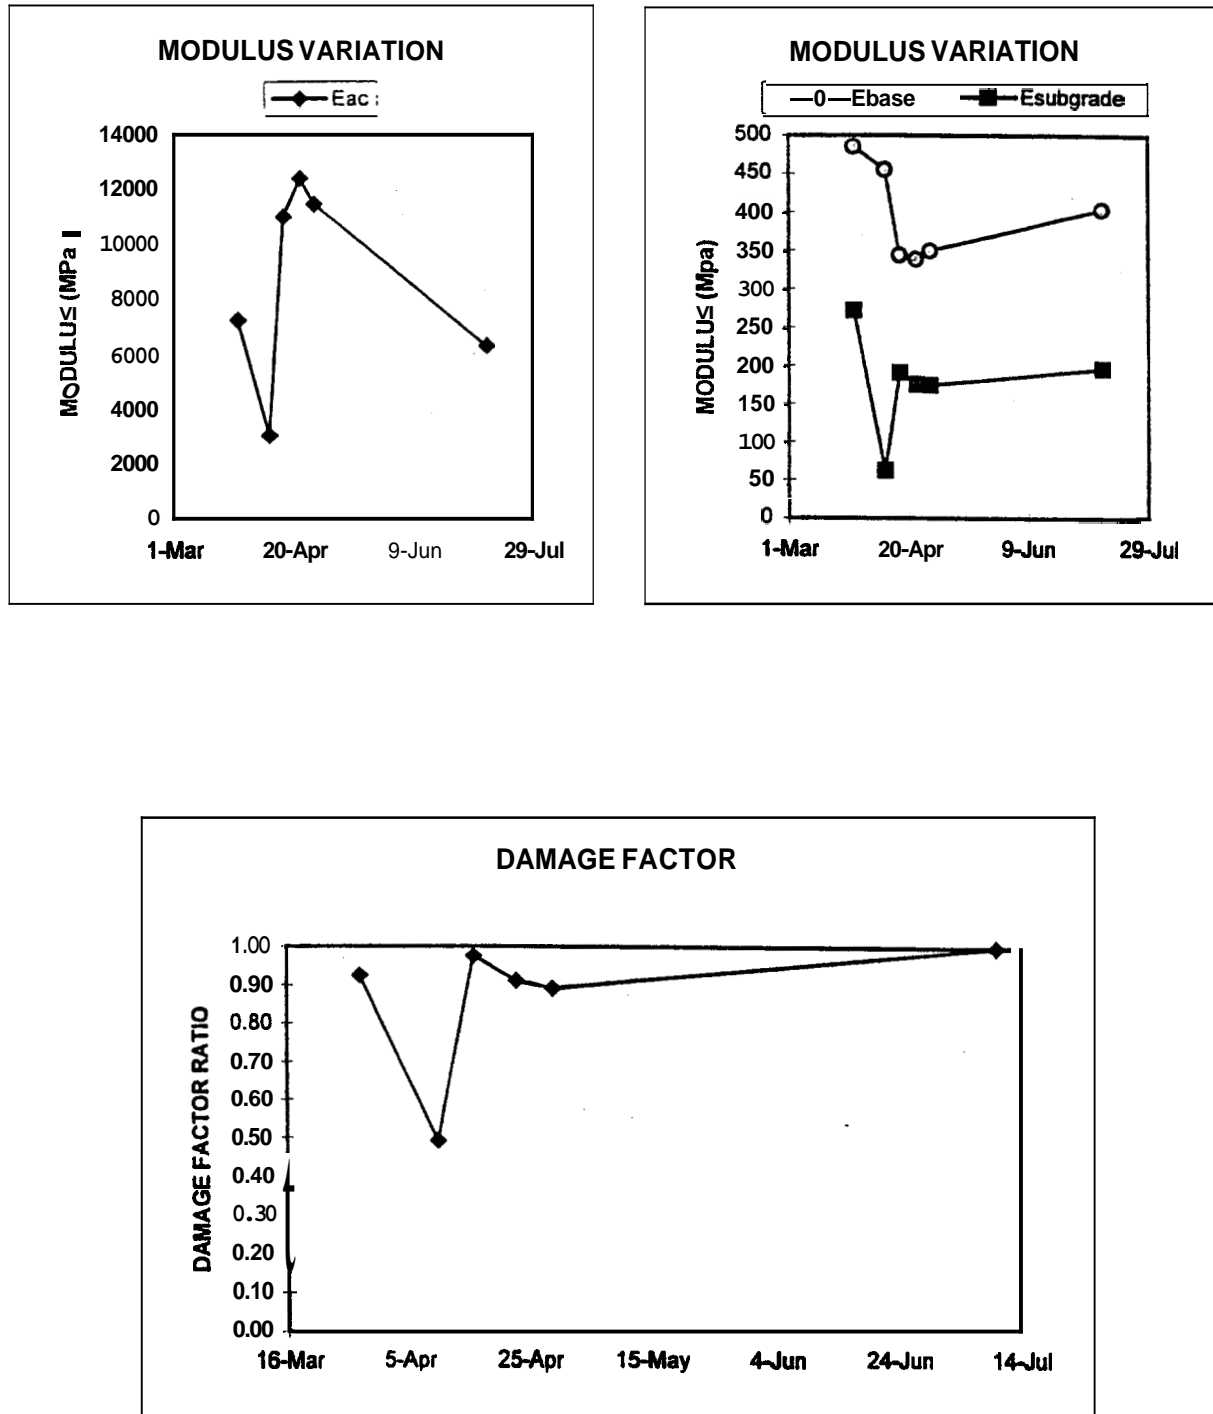 MODULUS VARIATION
Eac
14000
12000
10000
8000
6000
4000
2000
0
MODULUS (MPa
1-Mar 20-Apr 9-Jun 29-Jul
MODULUS VARIATION
—0—Ebase Esubgrade
500
450
400
350
300
250
200
150
100
50
0
MODULUS (Mpa)
1-Mar 20-Apr 9-Jun 29-Jul
DAMAGE FACTOR
1.00
0.90
0.80
0.70
0.60
0.50
0.40
0.30
0.20
0.10
0.00
DAMAGE FACTOR RATIO
16-Mar 5-Apr 25-Apr 15-May 4-Jun 24-Jun 14-Jul